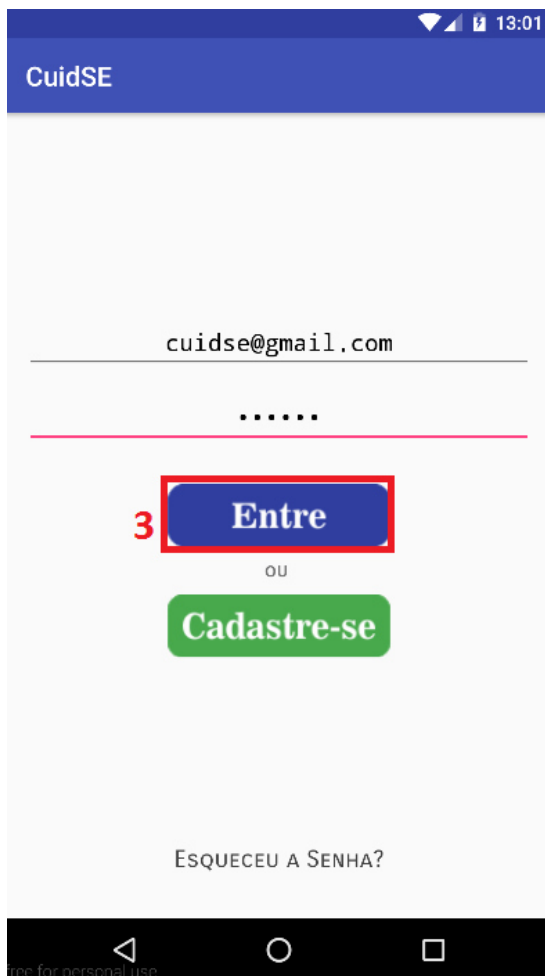 13:01
CuidSE
cuidse@gmail.com
••••••
3 Entre
ou
Cadastre-se
Esqueceu a Senha?
free for personal use